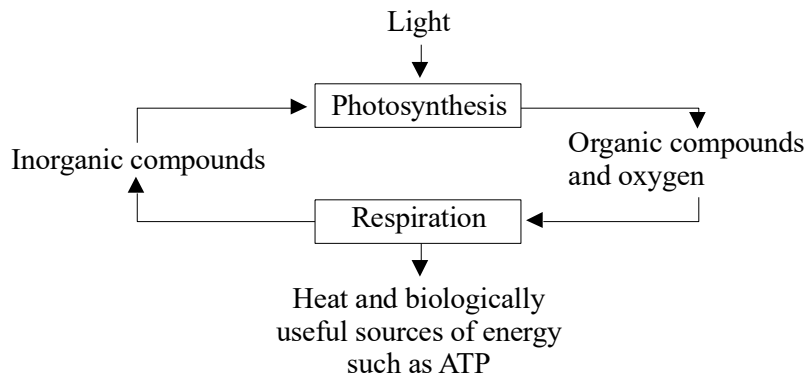 Light
Photosynthesis
Inorganic compounds
Organic compounds
and oxygen
Respiration
Heat and biologically
useful sources of energy
such as ATP